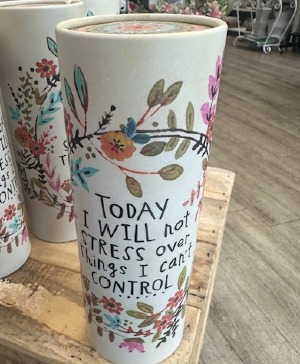 TODAY
I WILL not
STRESS over
things I can't
CONTROL